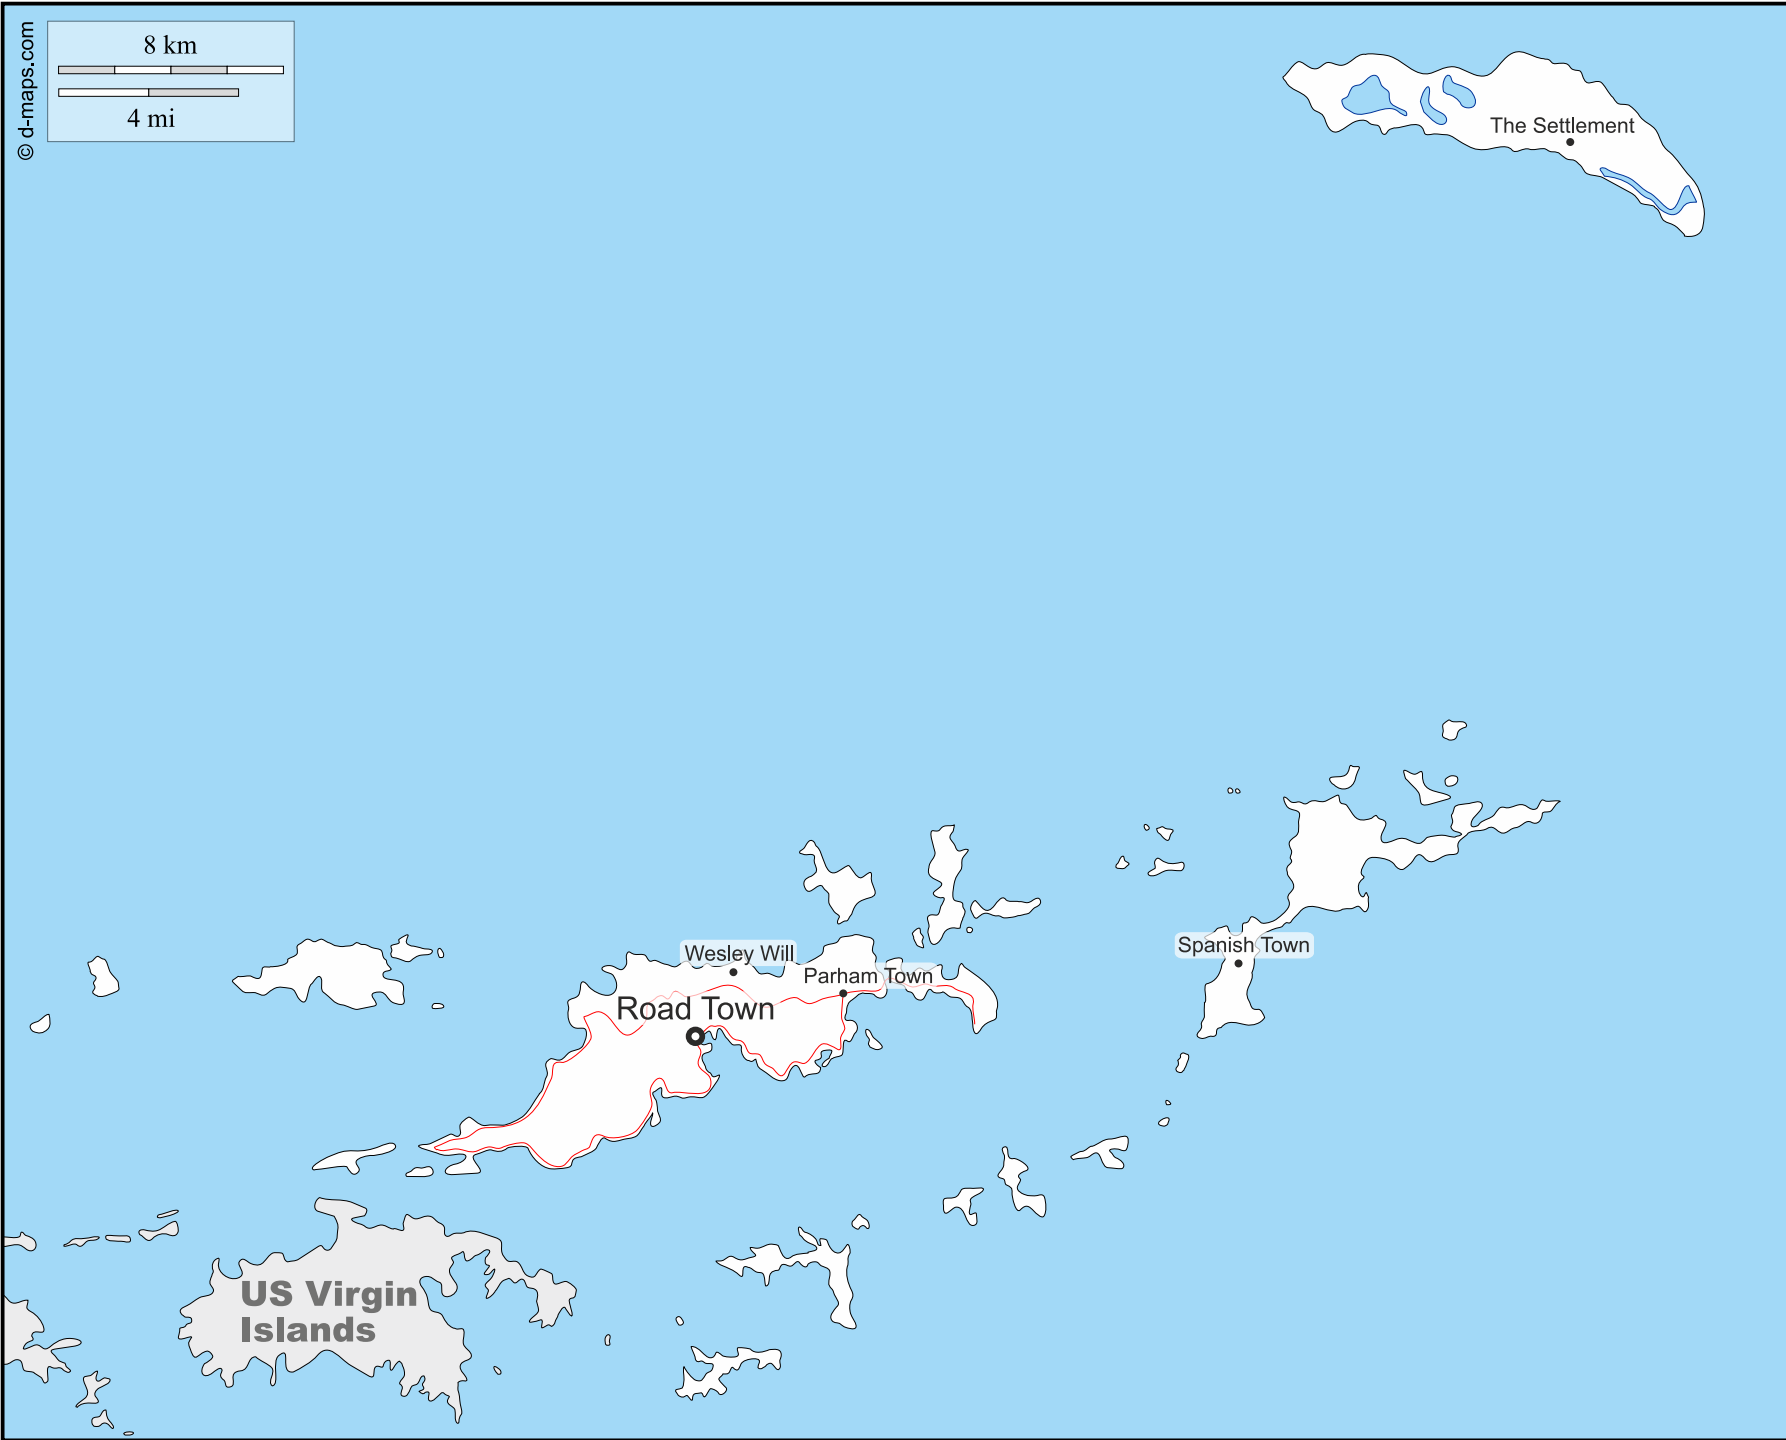 © d-maps.com
8 km
4 mi
The Settlement
Wesley Will
Parham Town
Spanish Town
Road Town
US Virgin
Islands